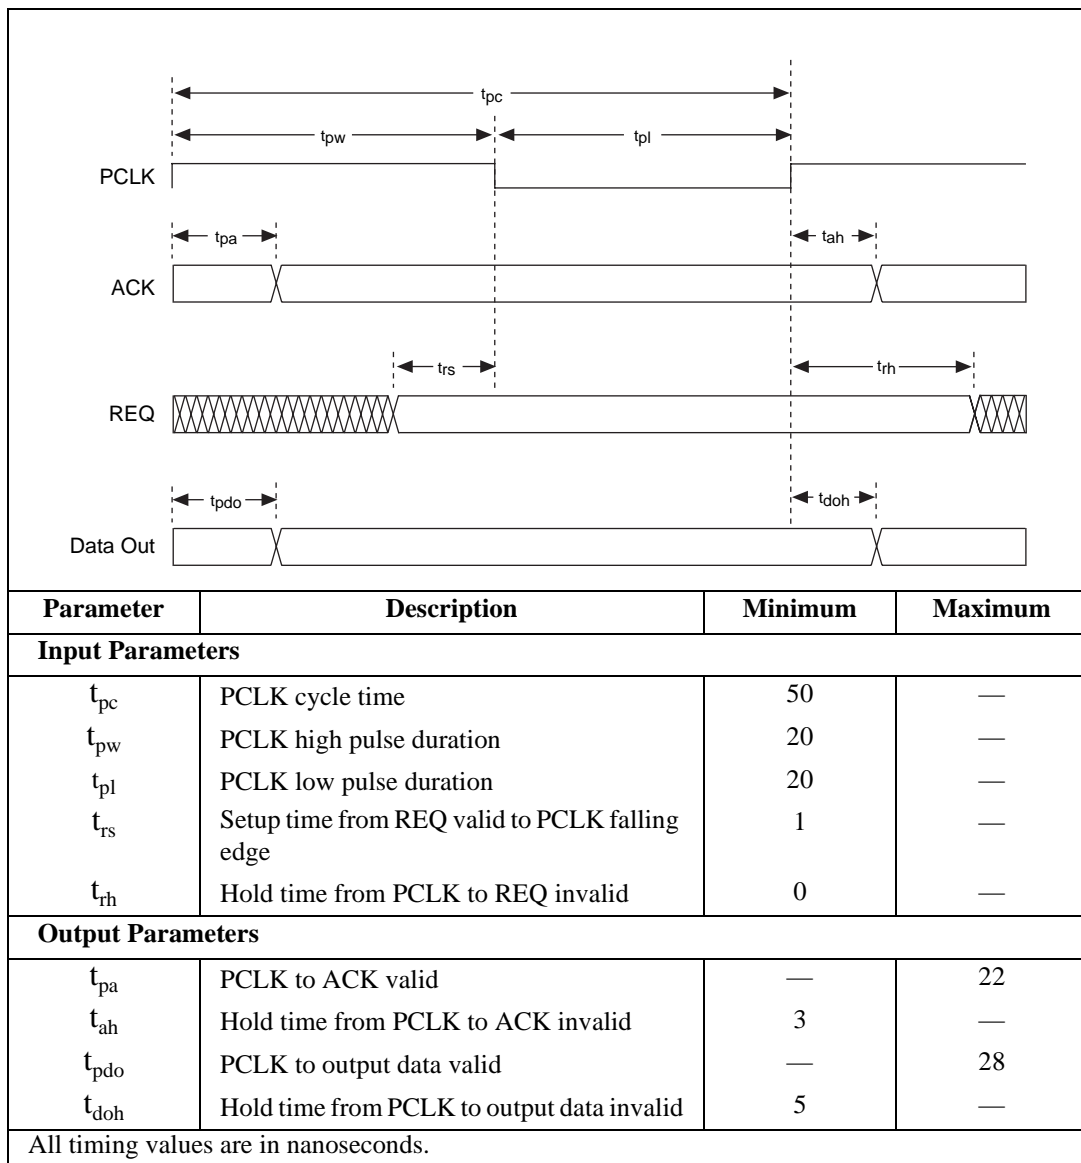 tpc
tpw tpl
PCLK
tpa tah
ACK
trs trh
REQ
tpdo tdoh
Data Out
Parameter Description Minimum Maximum
Input Parameters
tpc PCLK cycle time 50 —
tpw PCLK high pulse duration 20 —
tpl PCLK low pulse duration 20 —
trs Setup time from REQ valid to PCLK falling 1 —
edge
trh Hold time from PCLK to REQ invalid 0 —
Output Parameters
tpa PCLK to ACK valid — 22
tah Hold time from PCLK to ACK invalid 3 —
tpdo PCLK to output data valid — 28
tdoh Hold time from PCLK to output data invalid 5 —
All timing values are in nanoseconds.